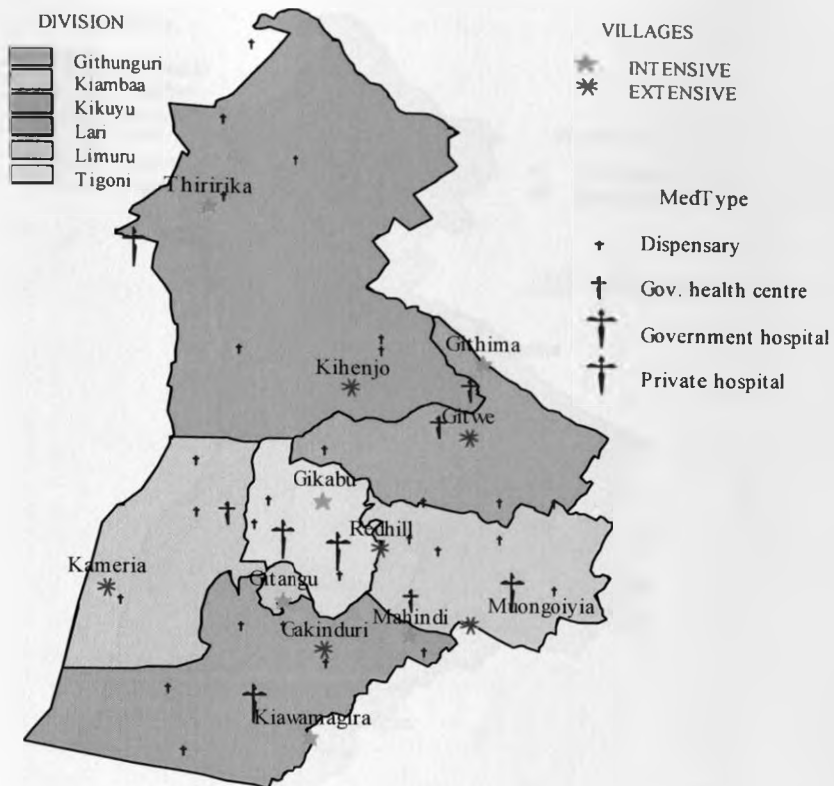 DIVISION
Githunguri
Kiambaa
Kikuyu
Lari
Limuru
Tigoni
VILLAGES
INTENSIVE
EXTENSIVE
MedType
Dispensary
Gov. health centre
Government hospital
Private hospital
Thiririka
Githima
Kihenjo
Gitwe
Gikabu
Redhill
Kameria
Gitangu
Muongoiyia
Mahindi
Gakinduri
Kiawamagira